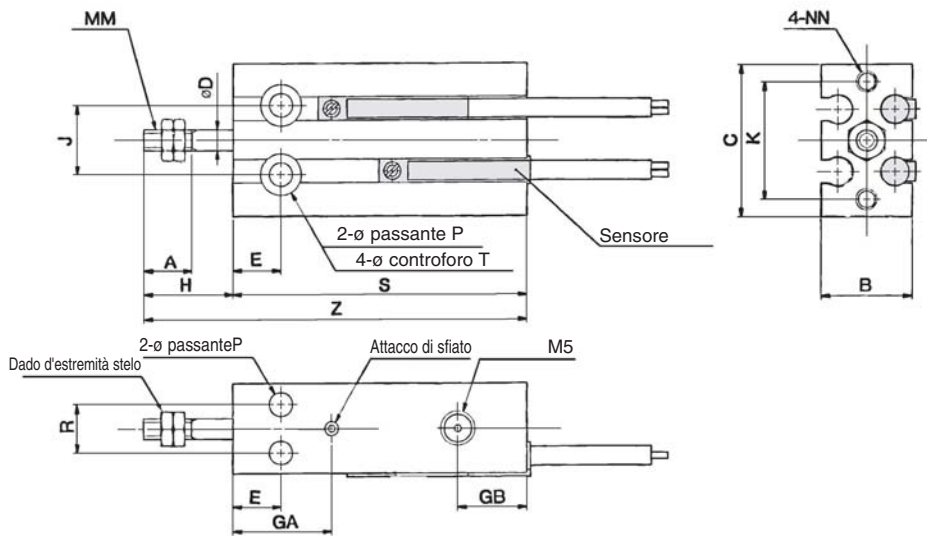 MM
øD
J
A
H
E
S
Z
2-ø passante P
4-ø controforo T
Sensore
4-NN
C
K
B
Dado d'estremità stelo
2-ø passanteP
Attacco di sfiato
M5
R
E
GA
GB